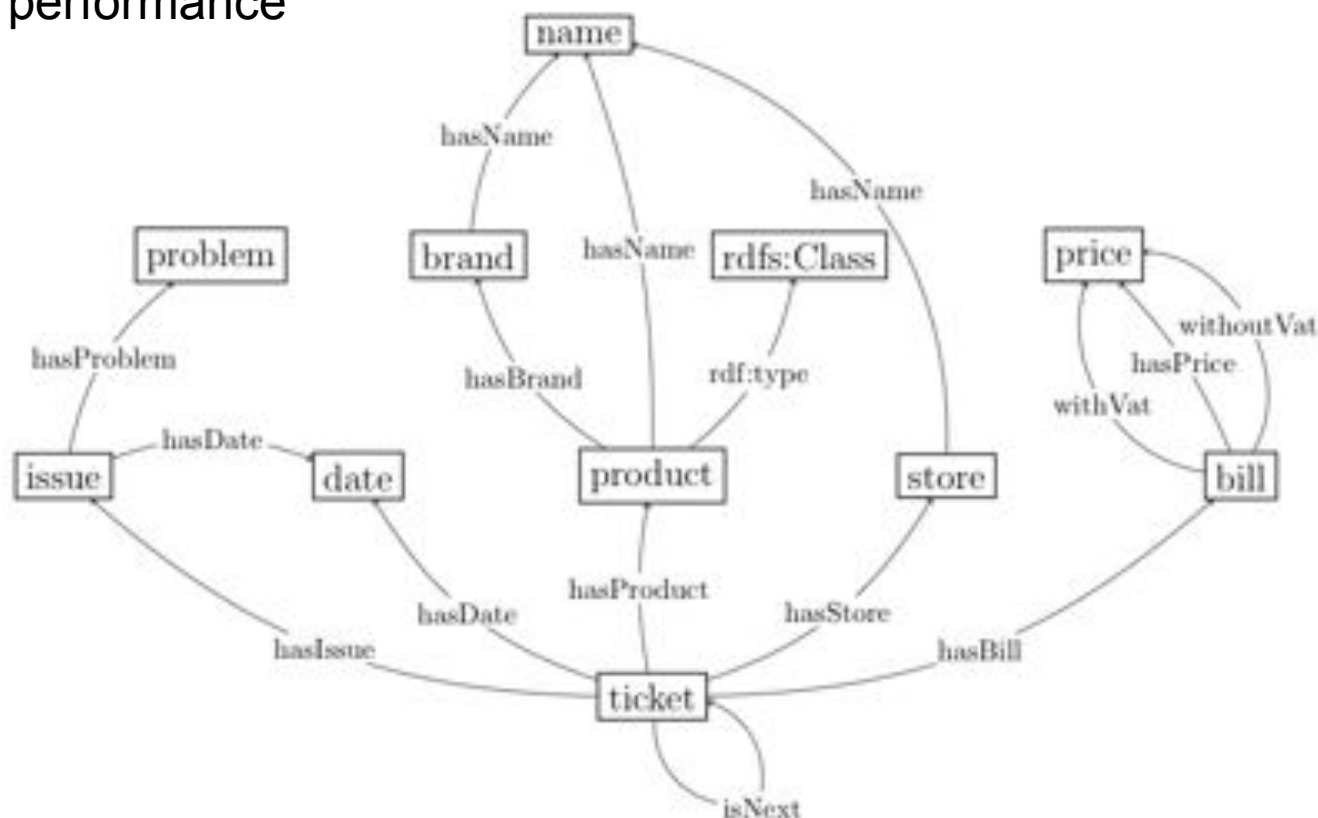 performance
name
hasName
hasName
hasName
problem
brand
rdfs:Class
price
withoutVat
hasProblem
hasBrand
rdf:type
hasPrice
withVat
hasDate
issue
date
product
store
bill
hasProduct
hasDate
hasStore
hasIssue
hasBill
ticket
isNext